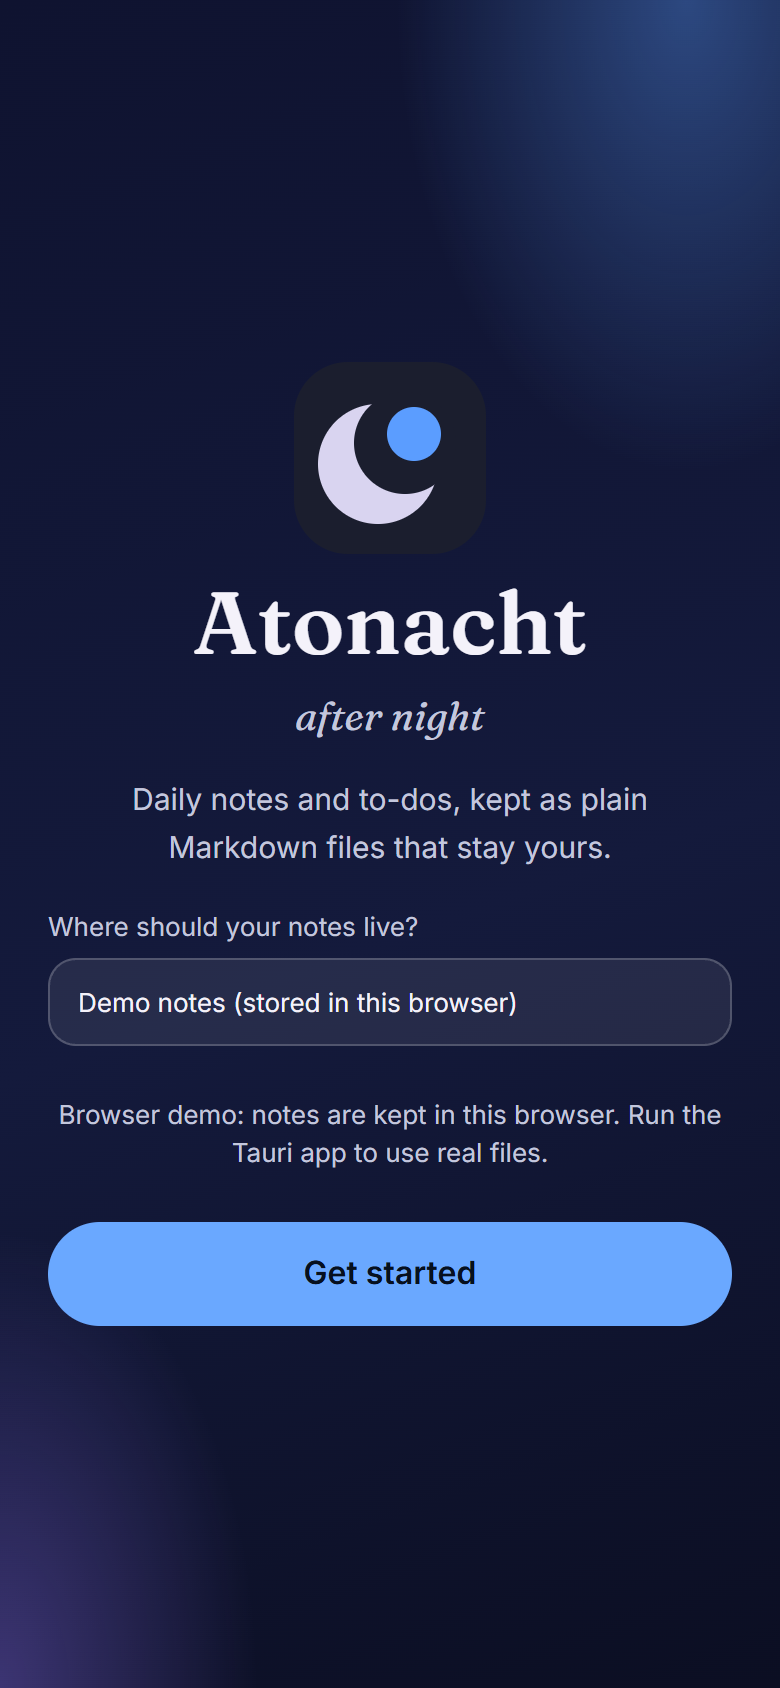 Atonacht
after night
Daily notes and to-dos, kept as plain
Markdown files that stay yours.
Where should your notes live?
Demo notes (stored in this browser)
Browser demo: notes are kept in this browser. Run the
Tauri app to use real files.
Get started